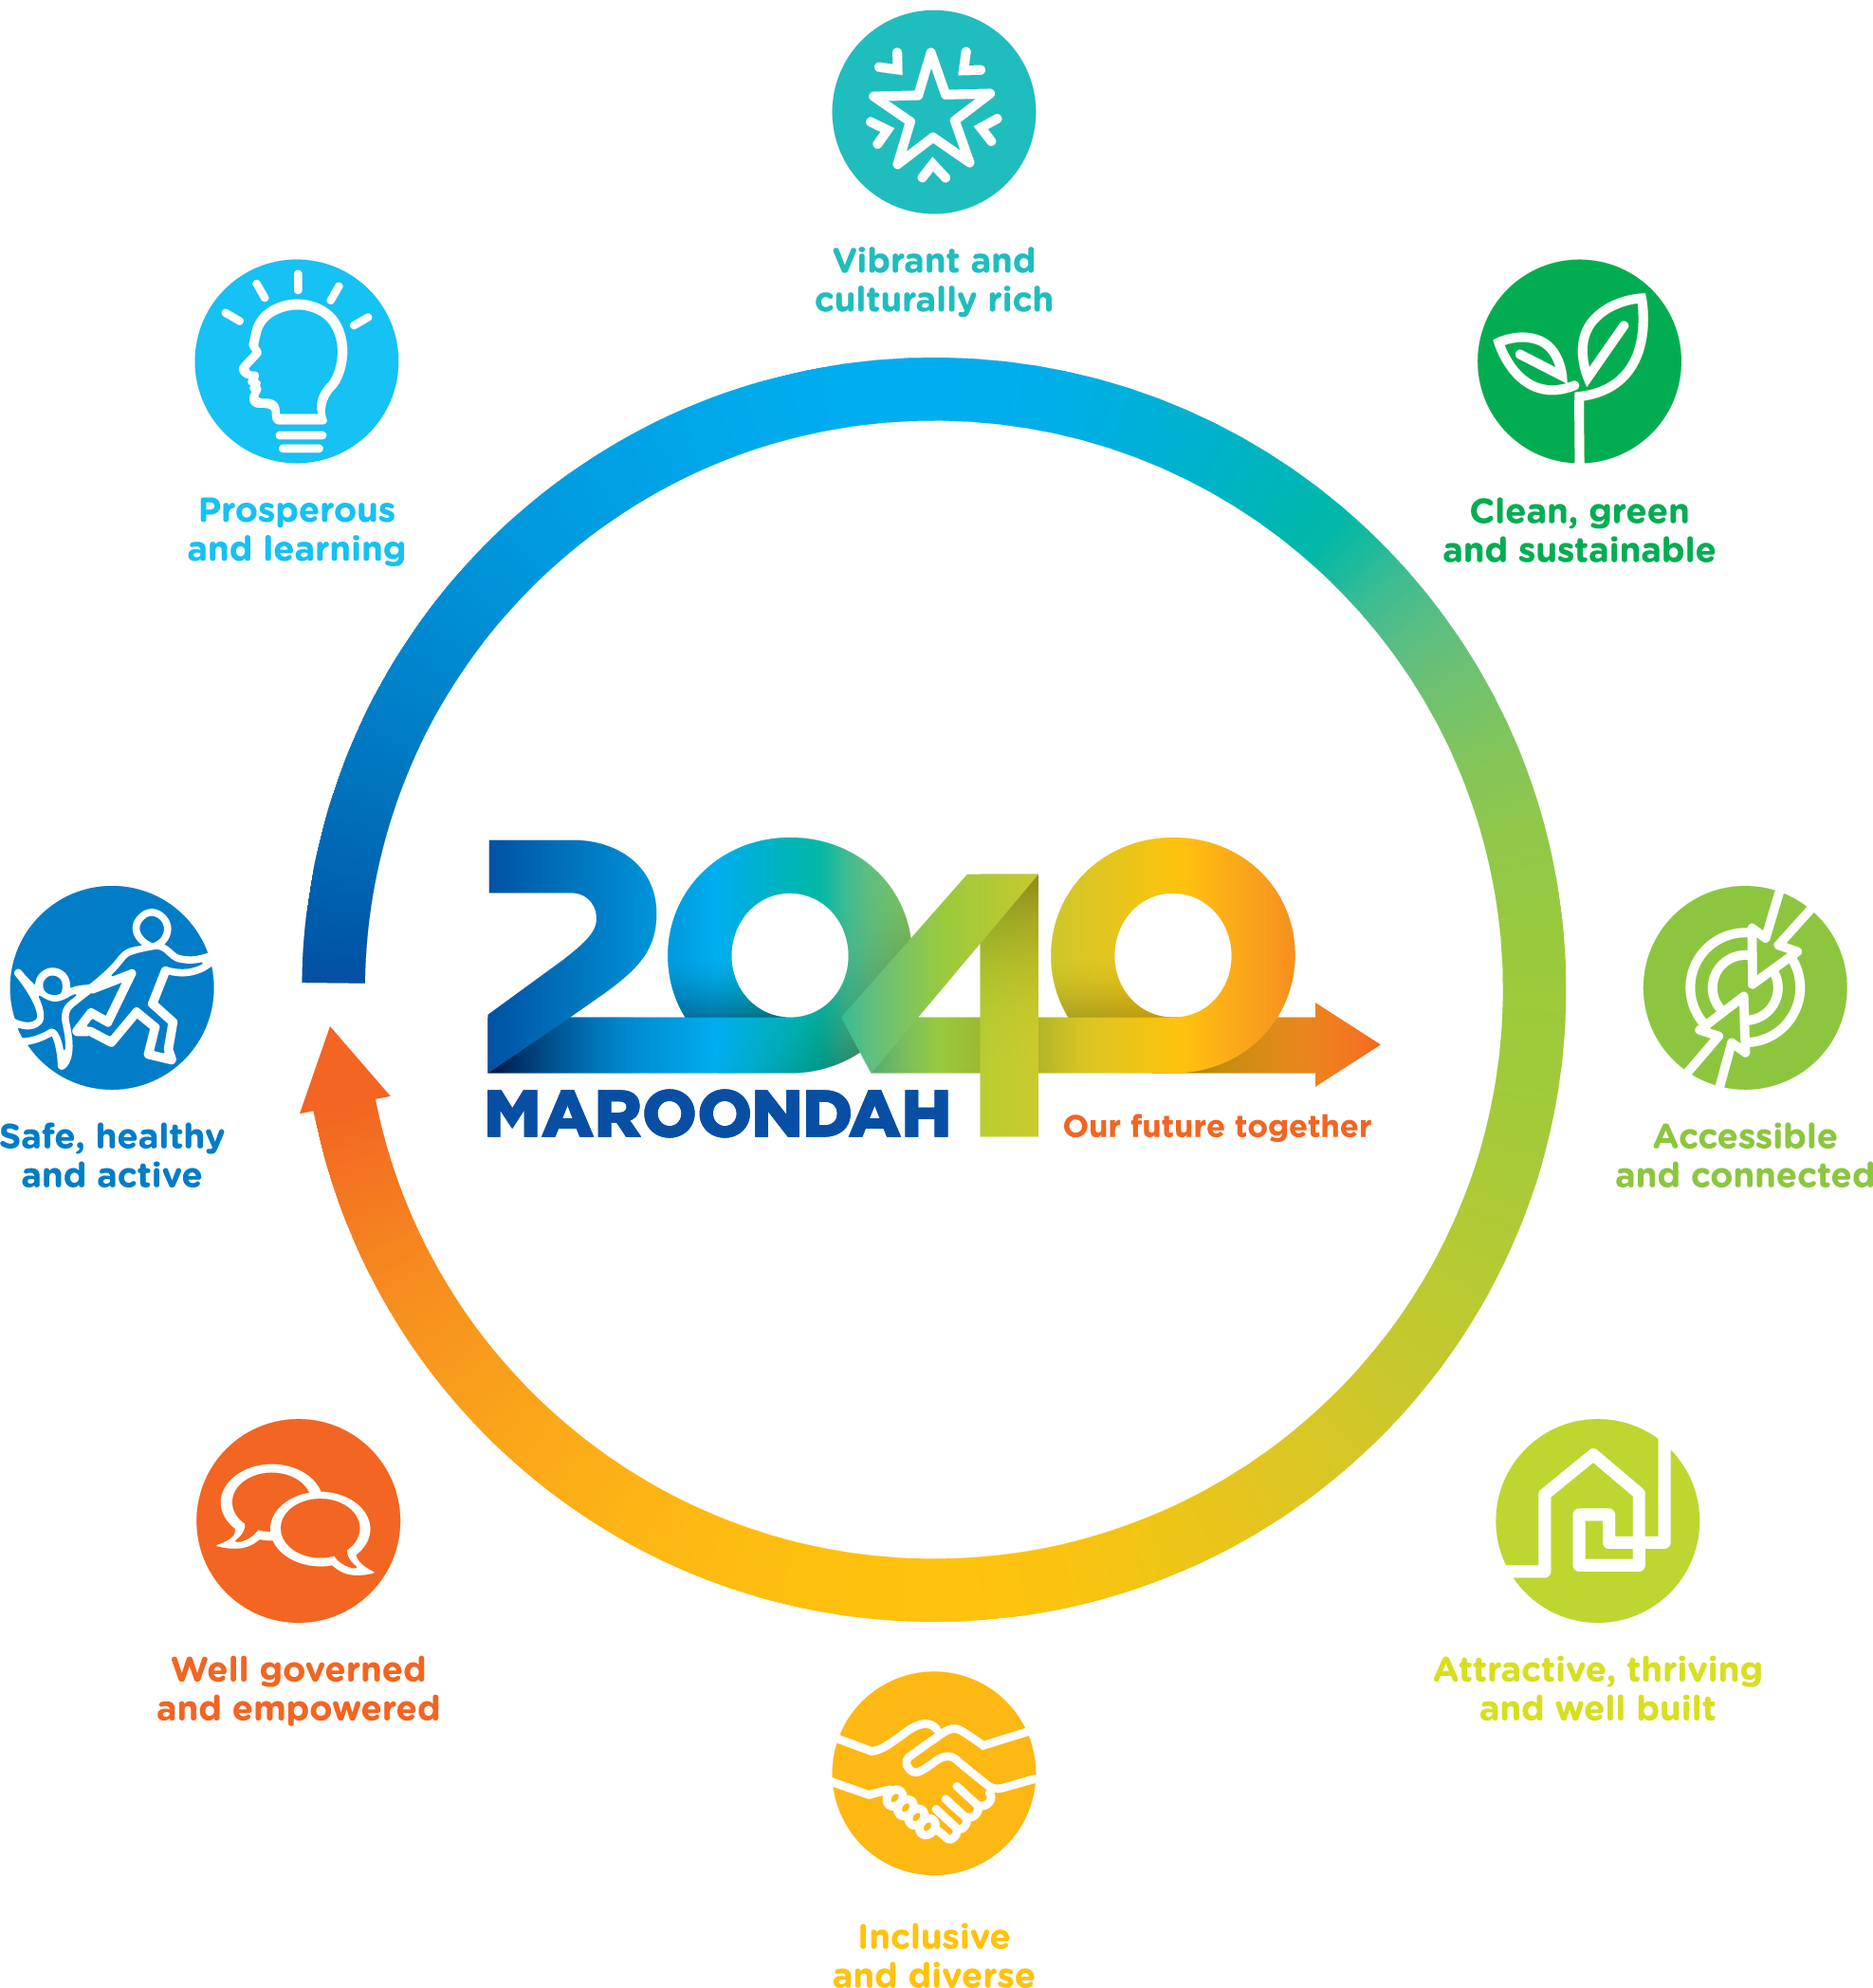 Vibrant and
culturally rich
Prosperous
and learning
Clean, green
and sustainable
2040
MAROONDAH
Our future together
Safe, healthy
and active
Accessible
and connected
Well governed
and empowered
Attractive, thriving
and well built
Inclusive
and diverse